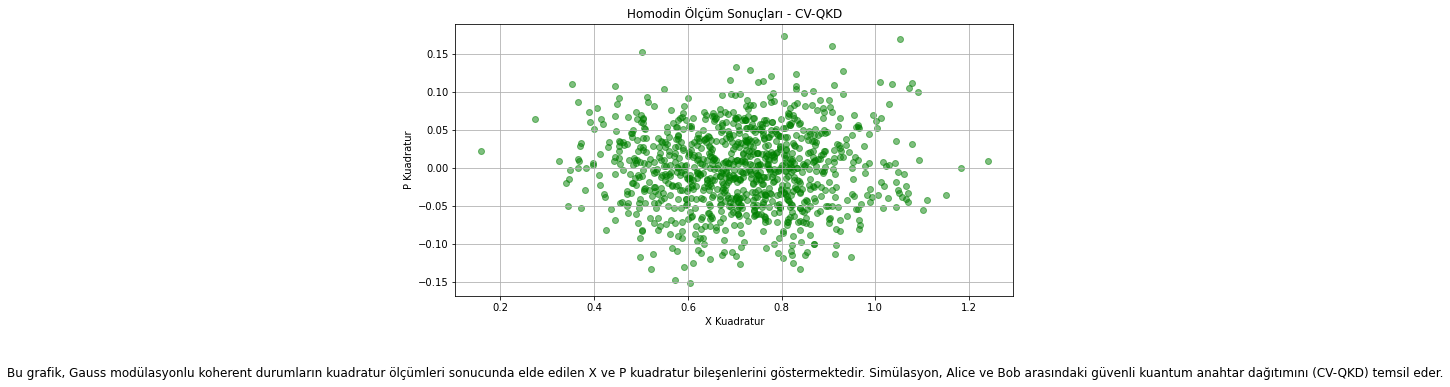 Homodin Ölçüm Sonuçları - CV-QKD
0.15
0.10
0.05
0.00
−0.05
−0.10
−0.15
P Kuadratur
0.2 0.4 0.6 0.8 1.0 1.2
X Kuadratur
Bu grafik, Gauss modülasyonlu koherent durumların kuadratur ölçümleri sonucunda elde edilen X ve P kuadratur bileşenlerini göstermektedir. Simülasyon, Alice ve Bob arasındaki güvenli kuantum anahtar dağıtımını (CV-QKD) temsil eder.